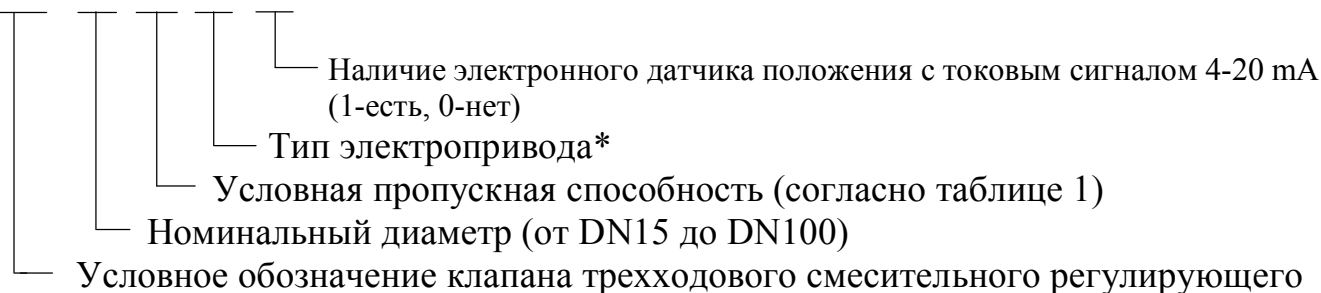 Наличие электронного датчика положения с токовым сигналом 4-20 mA
(1-есть, 0-нет)
Тип электропривода*
Условная пропускная способность (согласно таблице 1)
Номинальный диаметр (от DN15 до DN100)
Условное обозначение клапана трехходового смесительного регулирующего